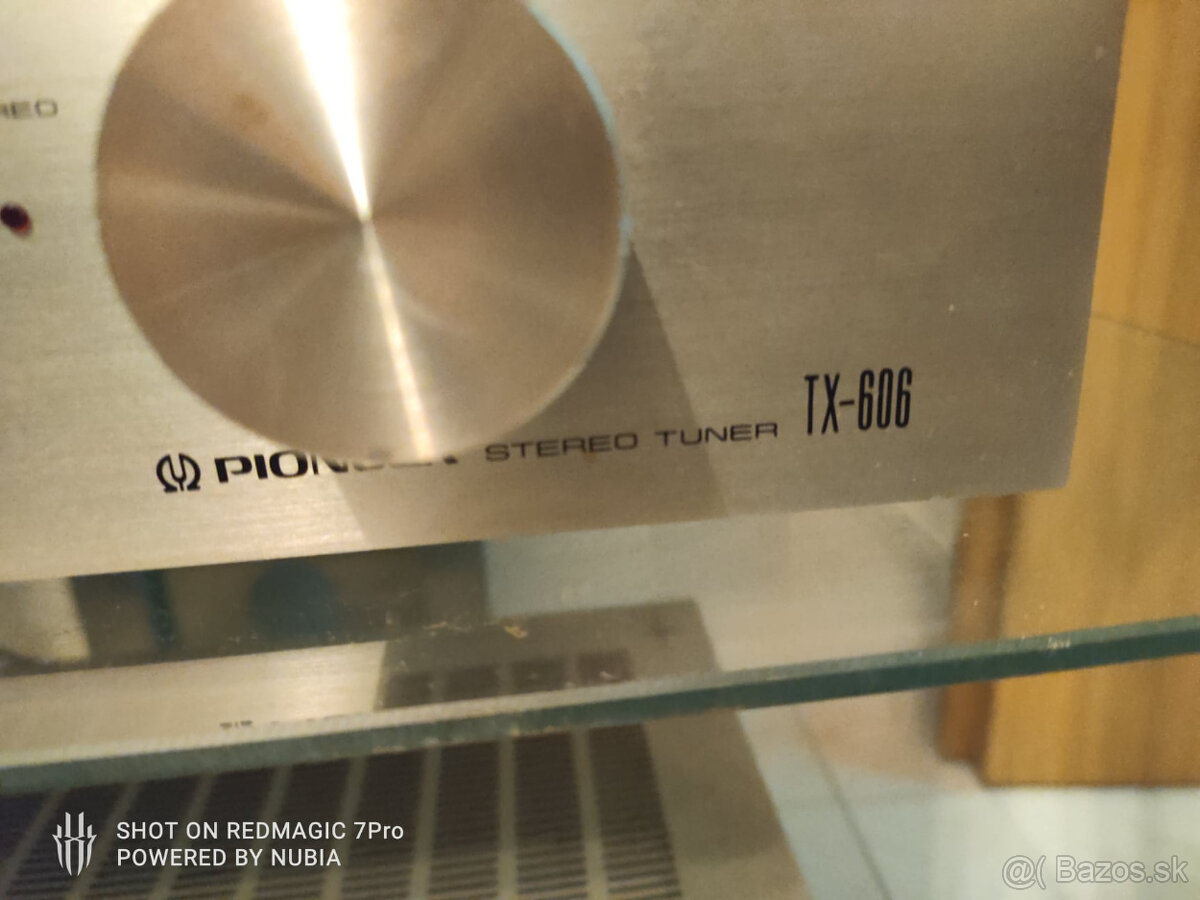 REO
PIONEER STEREO TUNER TX-606
SHOT ON REDMAGIC 7Pro
POWERED BY NUBIA
@( Bazos.sk